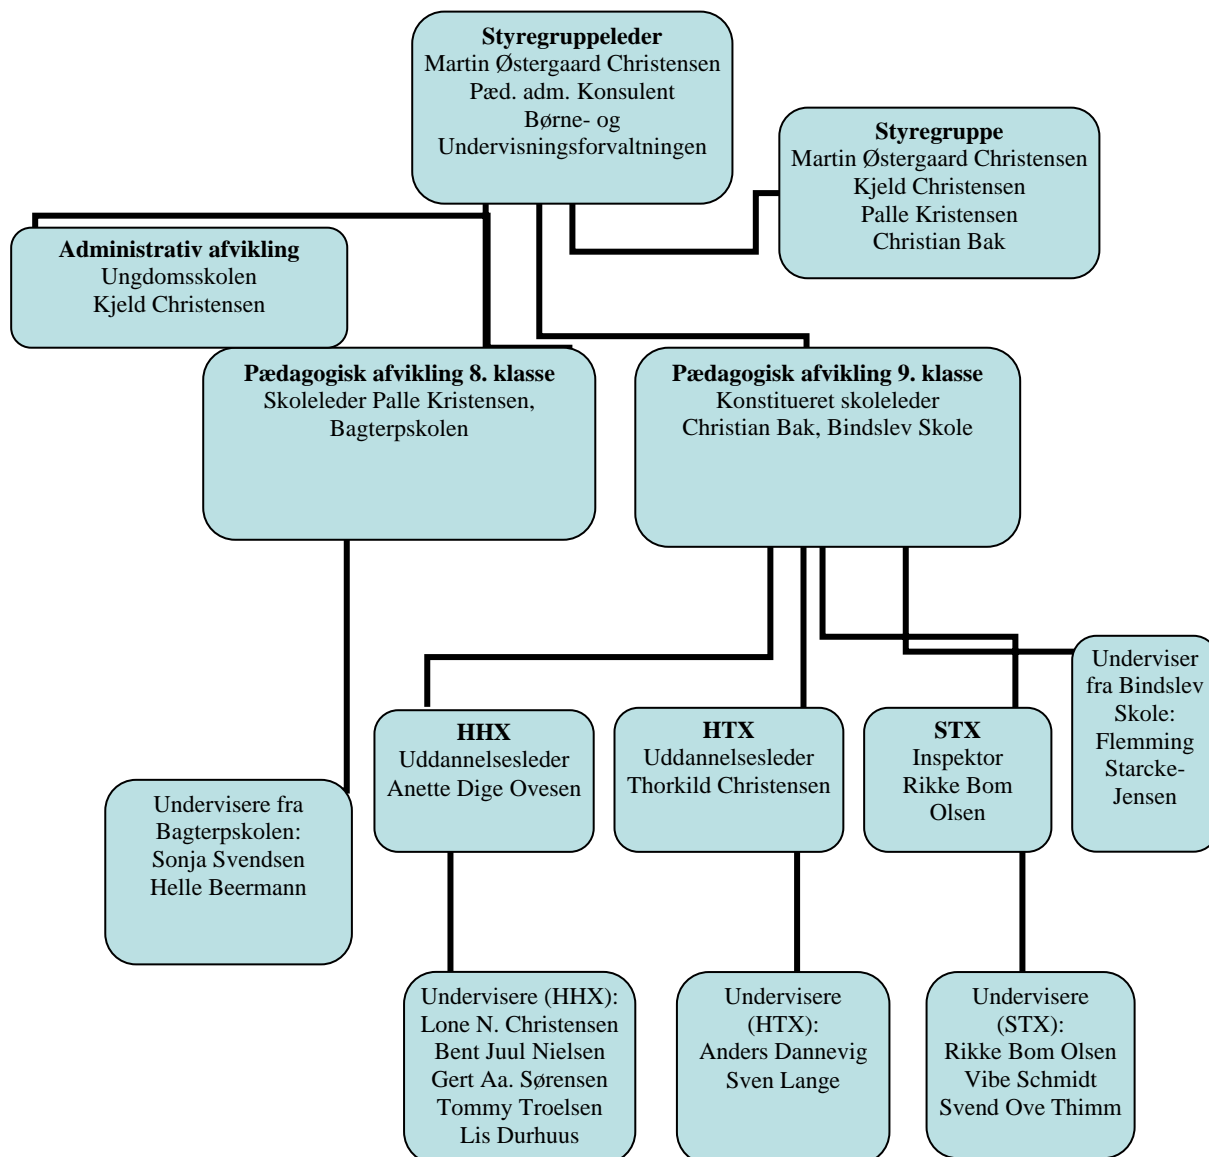 Styregruppeleder
Martin Østergaard Christensen
Pæd. adm. Konsulent
Børne- og
Undervisningsforvaltningen
Styregruppe
Martin Østergaard Christensen
Kjeld Christensen
Palle Kristensen
Christian Bak
Administrativ afvikling
Ungdomsskolen
Kjeld Christensen
Pædagogisk afvikling 8. klasse
Skoleleder Palle Kristensen,
Bagterpskolen
Pædagogisk afvikling 9. klasse
Konstitueret skoleleder
Christian Bak, Bindslev Skole
Underviser
fra Bindslev
Skole:
Flemming
Starcke-
Jensen
HHX
Uddannelsesleder
Anette Dige Ovesen
HTX
Uddannelsesleder
Thorkild Christensen
STX
Inspektor
Rikke Bom
Olsen
Undervisere fra
Bagterpskolen:
Sonja Svendsen
Helle Beermann
Undervisere (HHX):
Lone N. Christensen
Bent Juul Nielsen
Gert Aa. Sørensen
Tommy Troelsen
Lis Durhuus
Undervisere
(HTX):
Anders Dannevig
Sven Lange
Undervisere
(STX):
Rikke Bom Olsen
Vibe Schmidt
Svend Ove Thimm